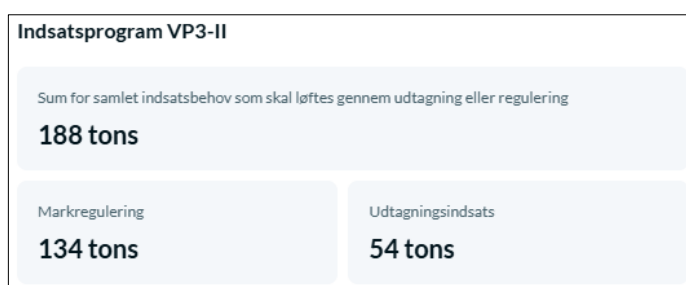 Indsatsprogram VP3-II
Sum for samlet indsatsbehov som skal løftes gennem udtagning eller regulering
188 tons
Markregulering
134 tons
Udtagningsindsats
54 tons